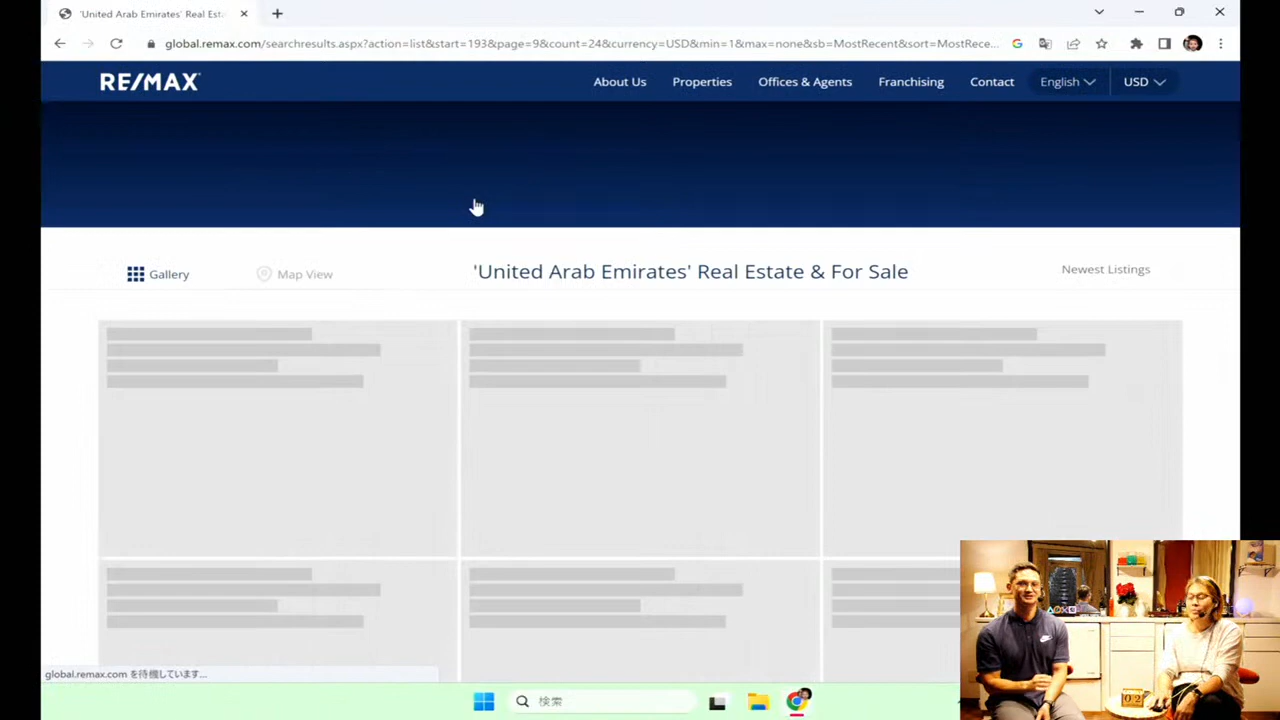 'United Arab Emirates' Real Est
global.remax.com/searchresults.aspx?action=list&start=193&page=9&count=24&currency=USD&min=1&max=none&sb=MostRecent&sort=MostRece...
RE/MAX
About Us
Properties
Offices & Agents
Franchising
Contact
English
USD
Gallery
Map View
'United Arab Emirates' Real Estate & For Sale
Newest Listings
global.remax.com を待機しています...
検索
02